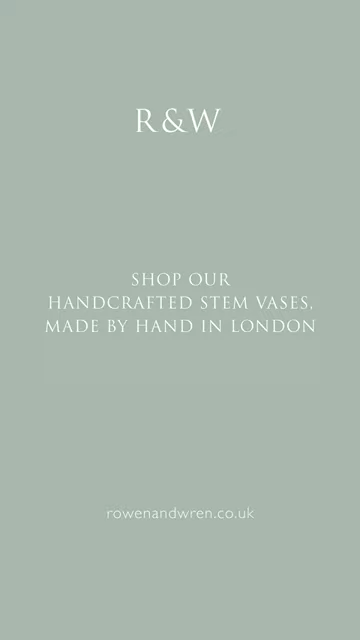 R&W
SHOP OUR
HANDCRAFTED STEM VASES,
MADE BY HAND IN LONDON
rowenandwren.co.uk